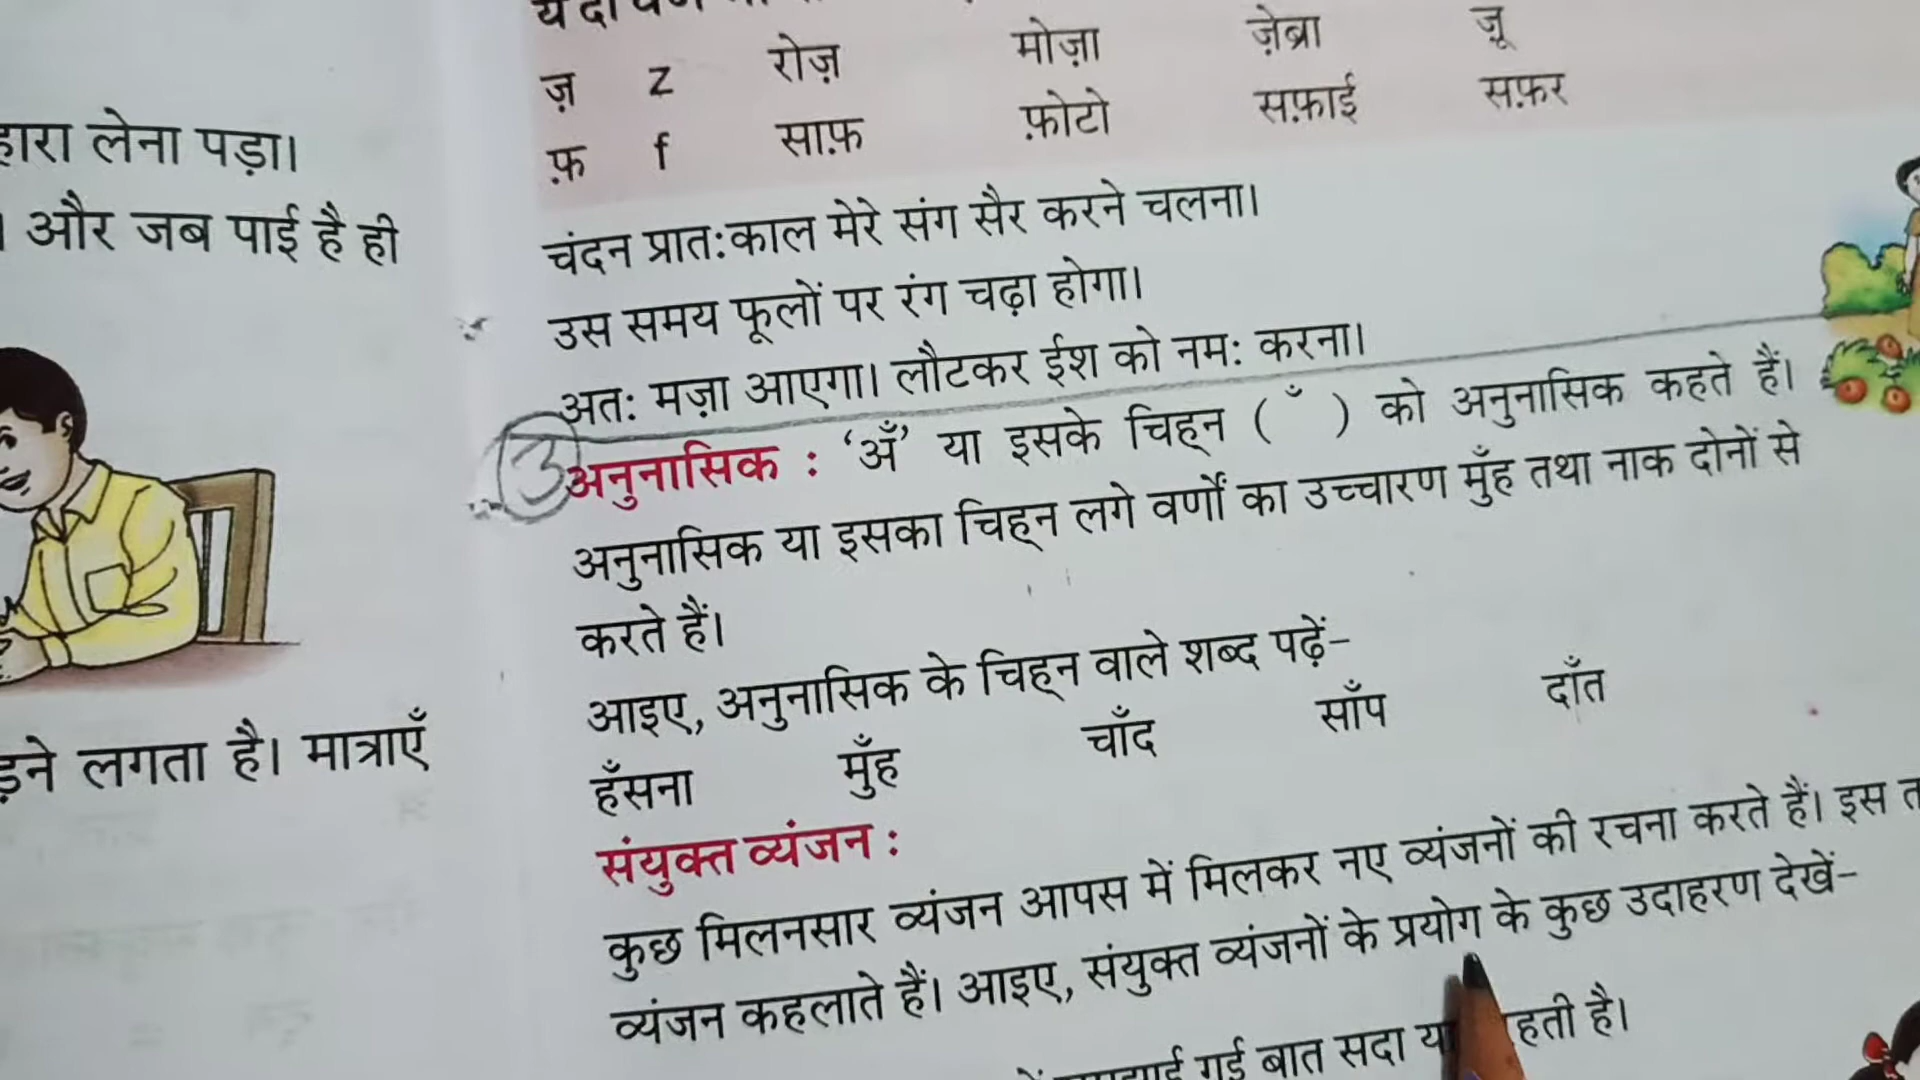 लेना पड़ा।
और जब पाई है ही
लगता है। मात्राएँ
ज़ z रोज़ मोज़ा ज़ेब्रा ज़ू
फ़ f साफ़ फ़ोटो सफ़ाई सफ़र
चंदन प्रात:काल मेरे संग सैर करने चलना।
उस समय फूलों पर रंग चढ़ा होगा।
अत: मज़ा आएगा। लौटकर ईश को नम: करना।
3 अनुनासिक : ‘अँ’ या इसके चिह्न ( ँ ) को अनुनासिक कहते हैं।
अनुनासिक या इसका चिह्न लगे वर्णों का उच्चारण मुँह तथा नाक दोनों से
करते हैं।
आइए, अनुनासिक के चिह्न वाले शब्द पढ़ें-
हँसना मुँह चाँद साँप दाँत
संयुक्त व्यंजन :
कुछ मिलनसार व्यंजन आपस में मिलकर नए व्यंजनों की रचना करते हैं। इस
व्यंजन कहलाते हैं। आइए, संयुक्त व्यंजनों के प्रयोग के कुछ उदाहरण देखें-
गई बात सदा है।